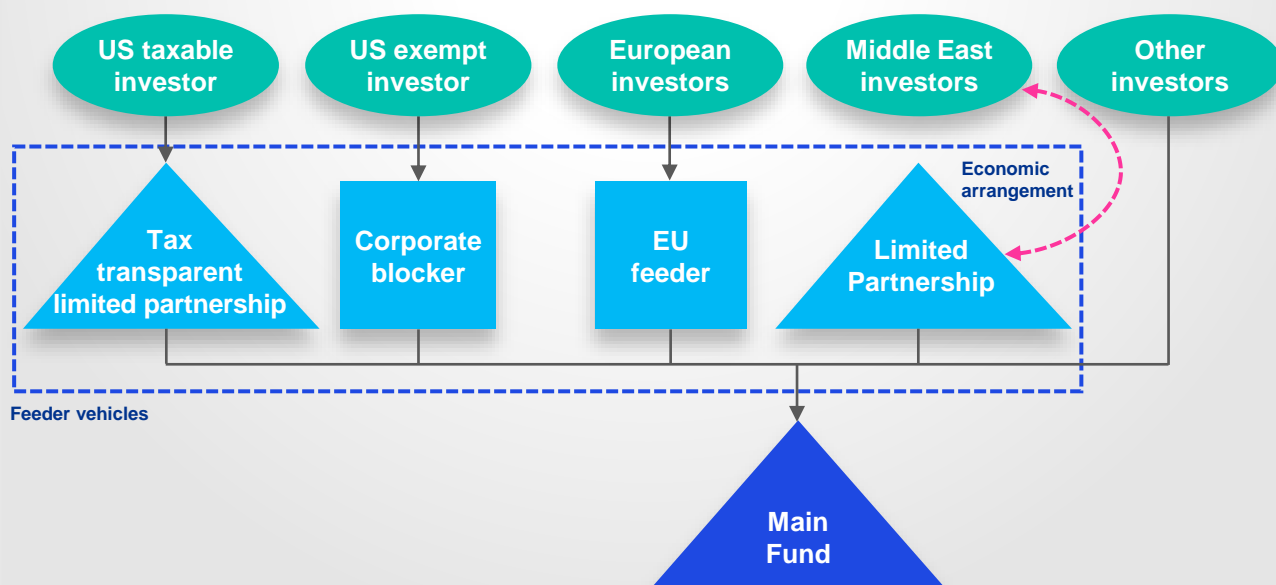 US taxable
investor
US exempt
investor
European
investors
Middle East
investors
Other
investors
Economic
arrangement
Tax
transparent
limited partnership
Corporate
blocker
EU
feeder
Limited
Partnership
Feeder vehicles
Main
Fund